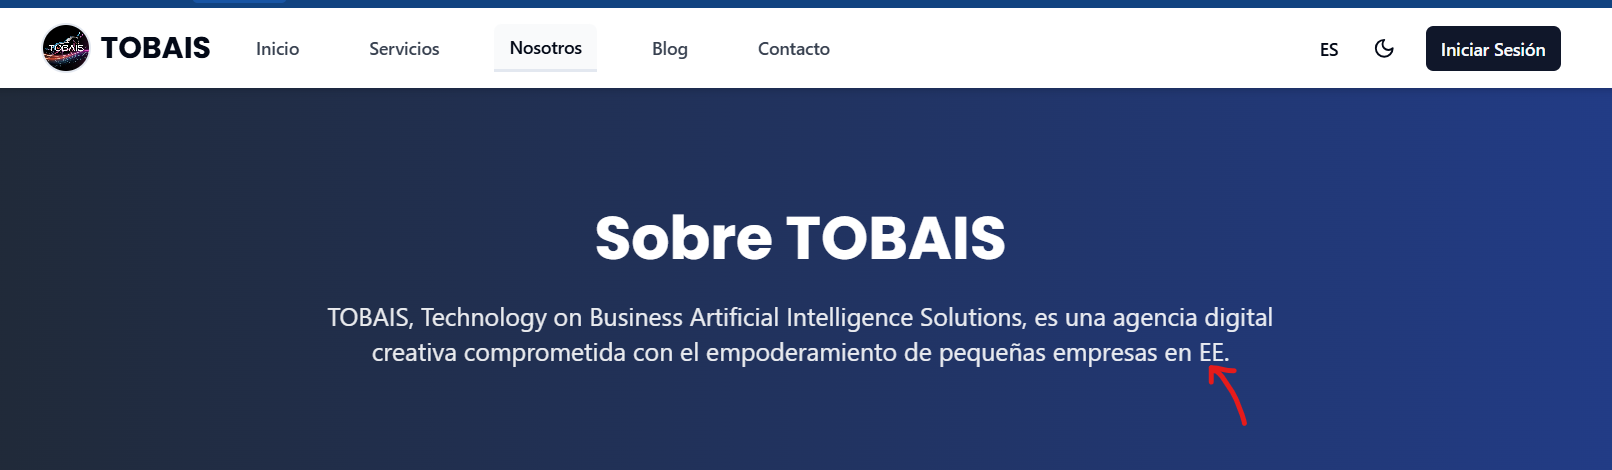 TOBAIS
TOBAIS Inicio Servicios Nosotros Blog Contacto ES Iniciar Sesión
Sobre TOBAIS
TOBAIS, Technology on Business Artificial Intelligence Solutions, es una agencia digital
creativa comprometida con el empoderamiento de pequeñas empresas en EE.